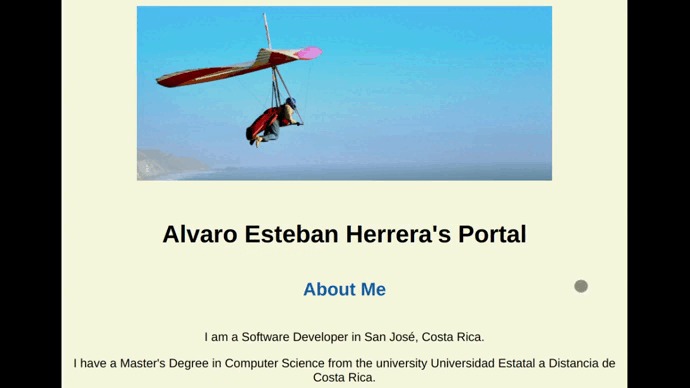 Alvaro Esteban Herrera's Portal
About Me
I am a Software Developer in San José, Costa Rica.
I have a Master's Degree in Computer Science from the university Universidad Estatal a Distancia de
Costa Rica.